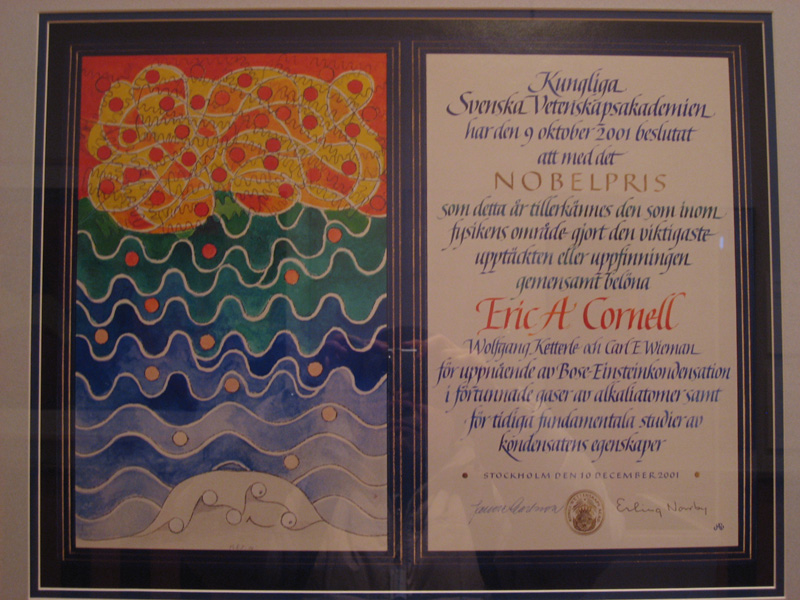 Kungliga
Svenska Vetenskapsakademien
har den 9 oktober 2001 beslutat
att med det
NOBELPRIS
som detta år tillerkännes den som inom
fysikens område gjort den viktigaste
upptäckten eller uppfinningen
gemensamt belöna
Eric A Cornell
Wolfgang Ketterle och Carl E Wieman
för uppnående av Bose-Einsteinkondensation
i förtunnade gaser av alkaliatomer samt
för tidiga fundamentala studier av
kondensatens egenskaper
STOCKHOLM DEN 10 DECEMBER 2001
Erling Norrby